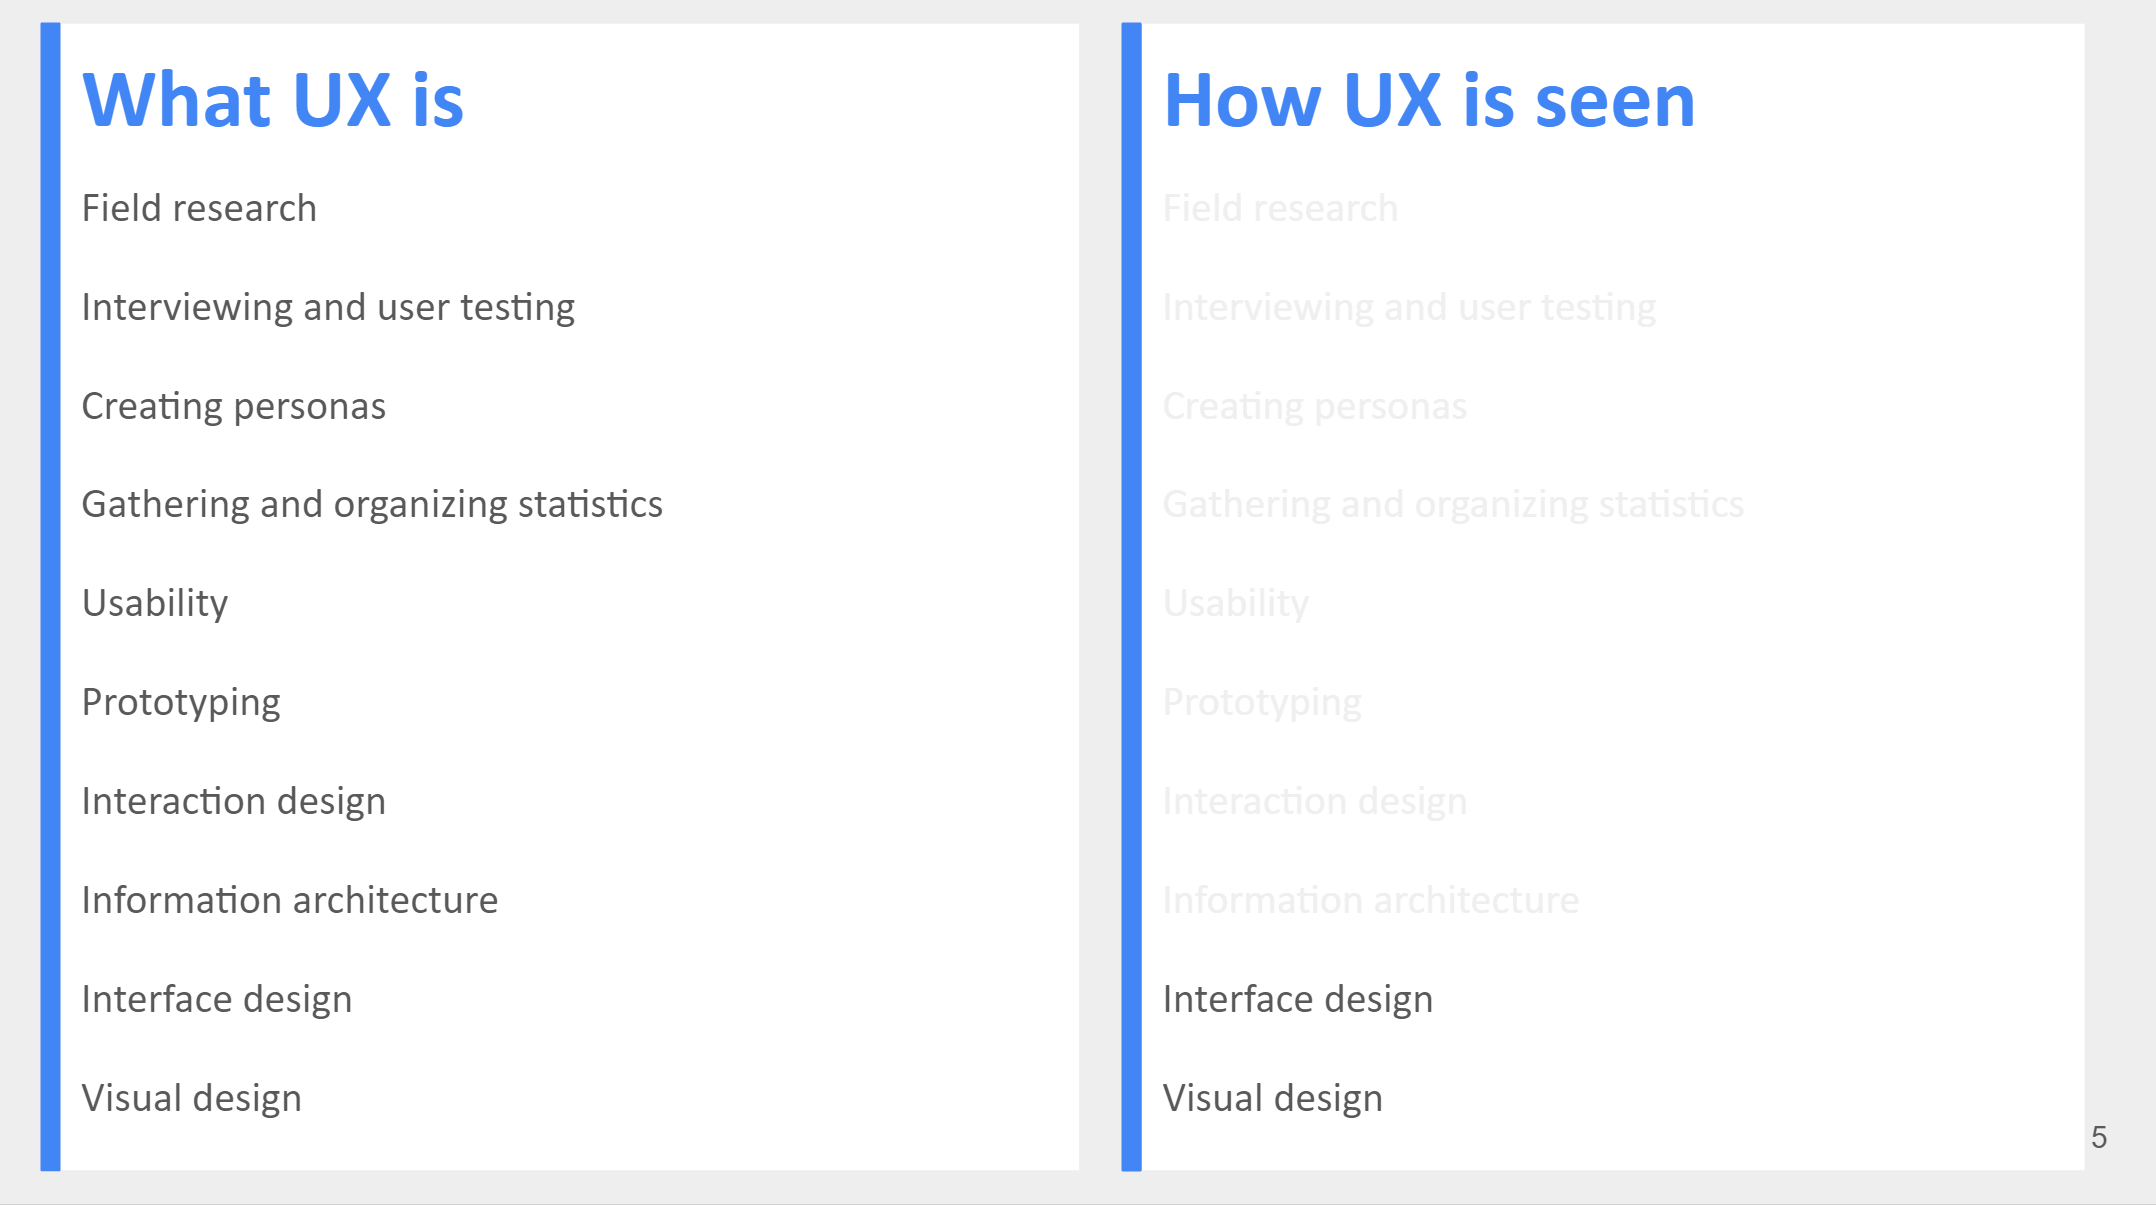 What UX is
Field research
Interviewing and user testing
Creating personas
Gathering and organizing statistics
Usability
Prototyping
Interaction design
Information architecture
Interface design
Visual design
How UX is seen
Field research
Interviewing and user testing
Creating personas
Gathering and organizing statistics
Usability
Prototyping
Interaction design
Information architecture
Interface design
Visual design
5